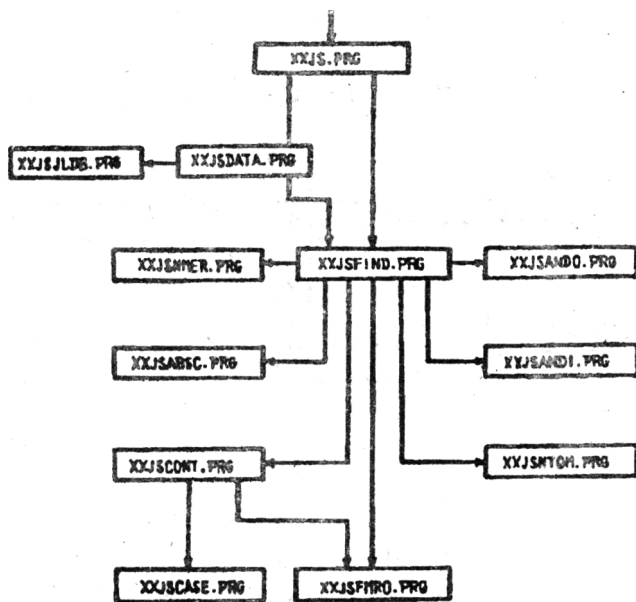 XXJS.PRG
XXJSJLDB.PRG
XXJSDATA.PRG
XXJSNMER.PRG
XXJSFIND.PRG
XXJSANDO.PRG
XXJSABSC.PRG
XXJSANDI.PRG
XXJSCONT.PRG
XXJSNTOM.PRG
XXJSCASE.PRG
XXJSFMRO.PRG